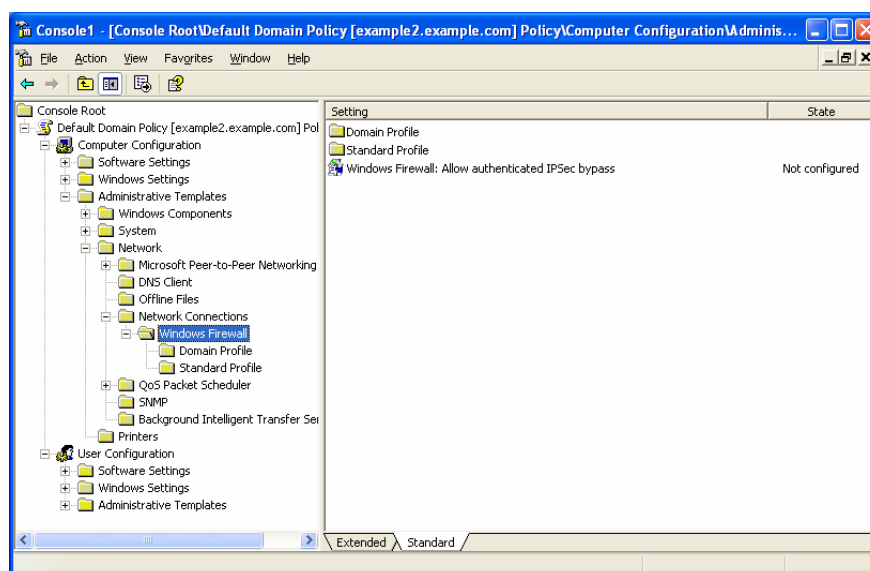 Console1 - [Console Root\Default Domain Policy [example2.example.com] Policy\Computer Configuration\Adminis...
File Action View Favorites Window Help
Console Root
Default Domain Policy [example2.example.com] Pol
Computer Configuration
Software Settings
Windows Settings
Administrative Templates
Windows Components
System
Network
Microsoft Peer-to-Peer Networking
DNS Client
Offline Files
Network Connections
Windows Firewall
Domain Profile
Standard Profile
QoS Packet Scheduler
SNMP
Background Intelligent Transfer Ser
Printers
User Configuration
Software Settings
Windows Settings
Administrative Templates
Setting State
Domain Profile
Standard Profile
Windows Firewall: Allow authenticated IPSec bypass Not configured
Extended Standard